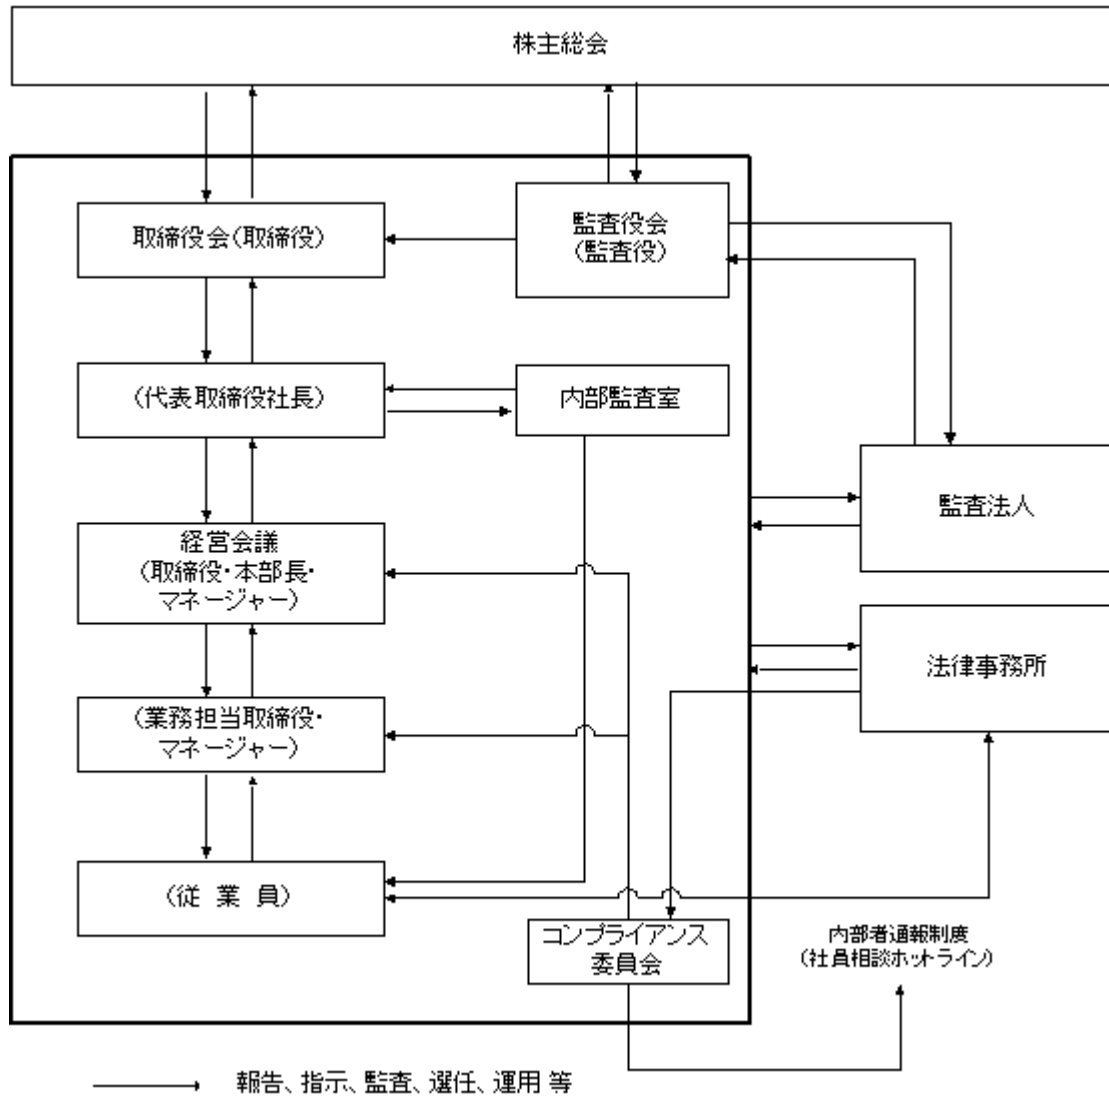 株主総会
取締役会(取締役)
監査役会
(監査役)
(代表取締役社長)
内部監査室
監査法人
経営会議
(取締役・本部長・
マネージャー)
法律事務所
(業務担当取締役・
マネージャー)
(従 業 員)
コンプライアンス
委員会
内部者通報制度
(社員相談ホットライン)
報告、指示、監査、選任、運用 等